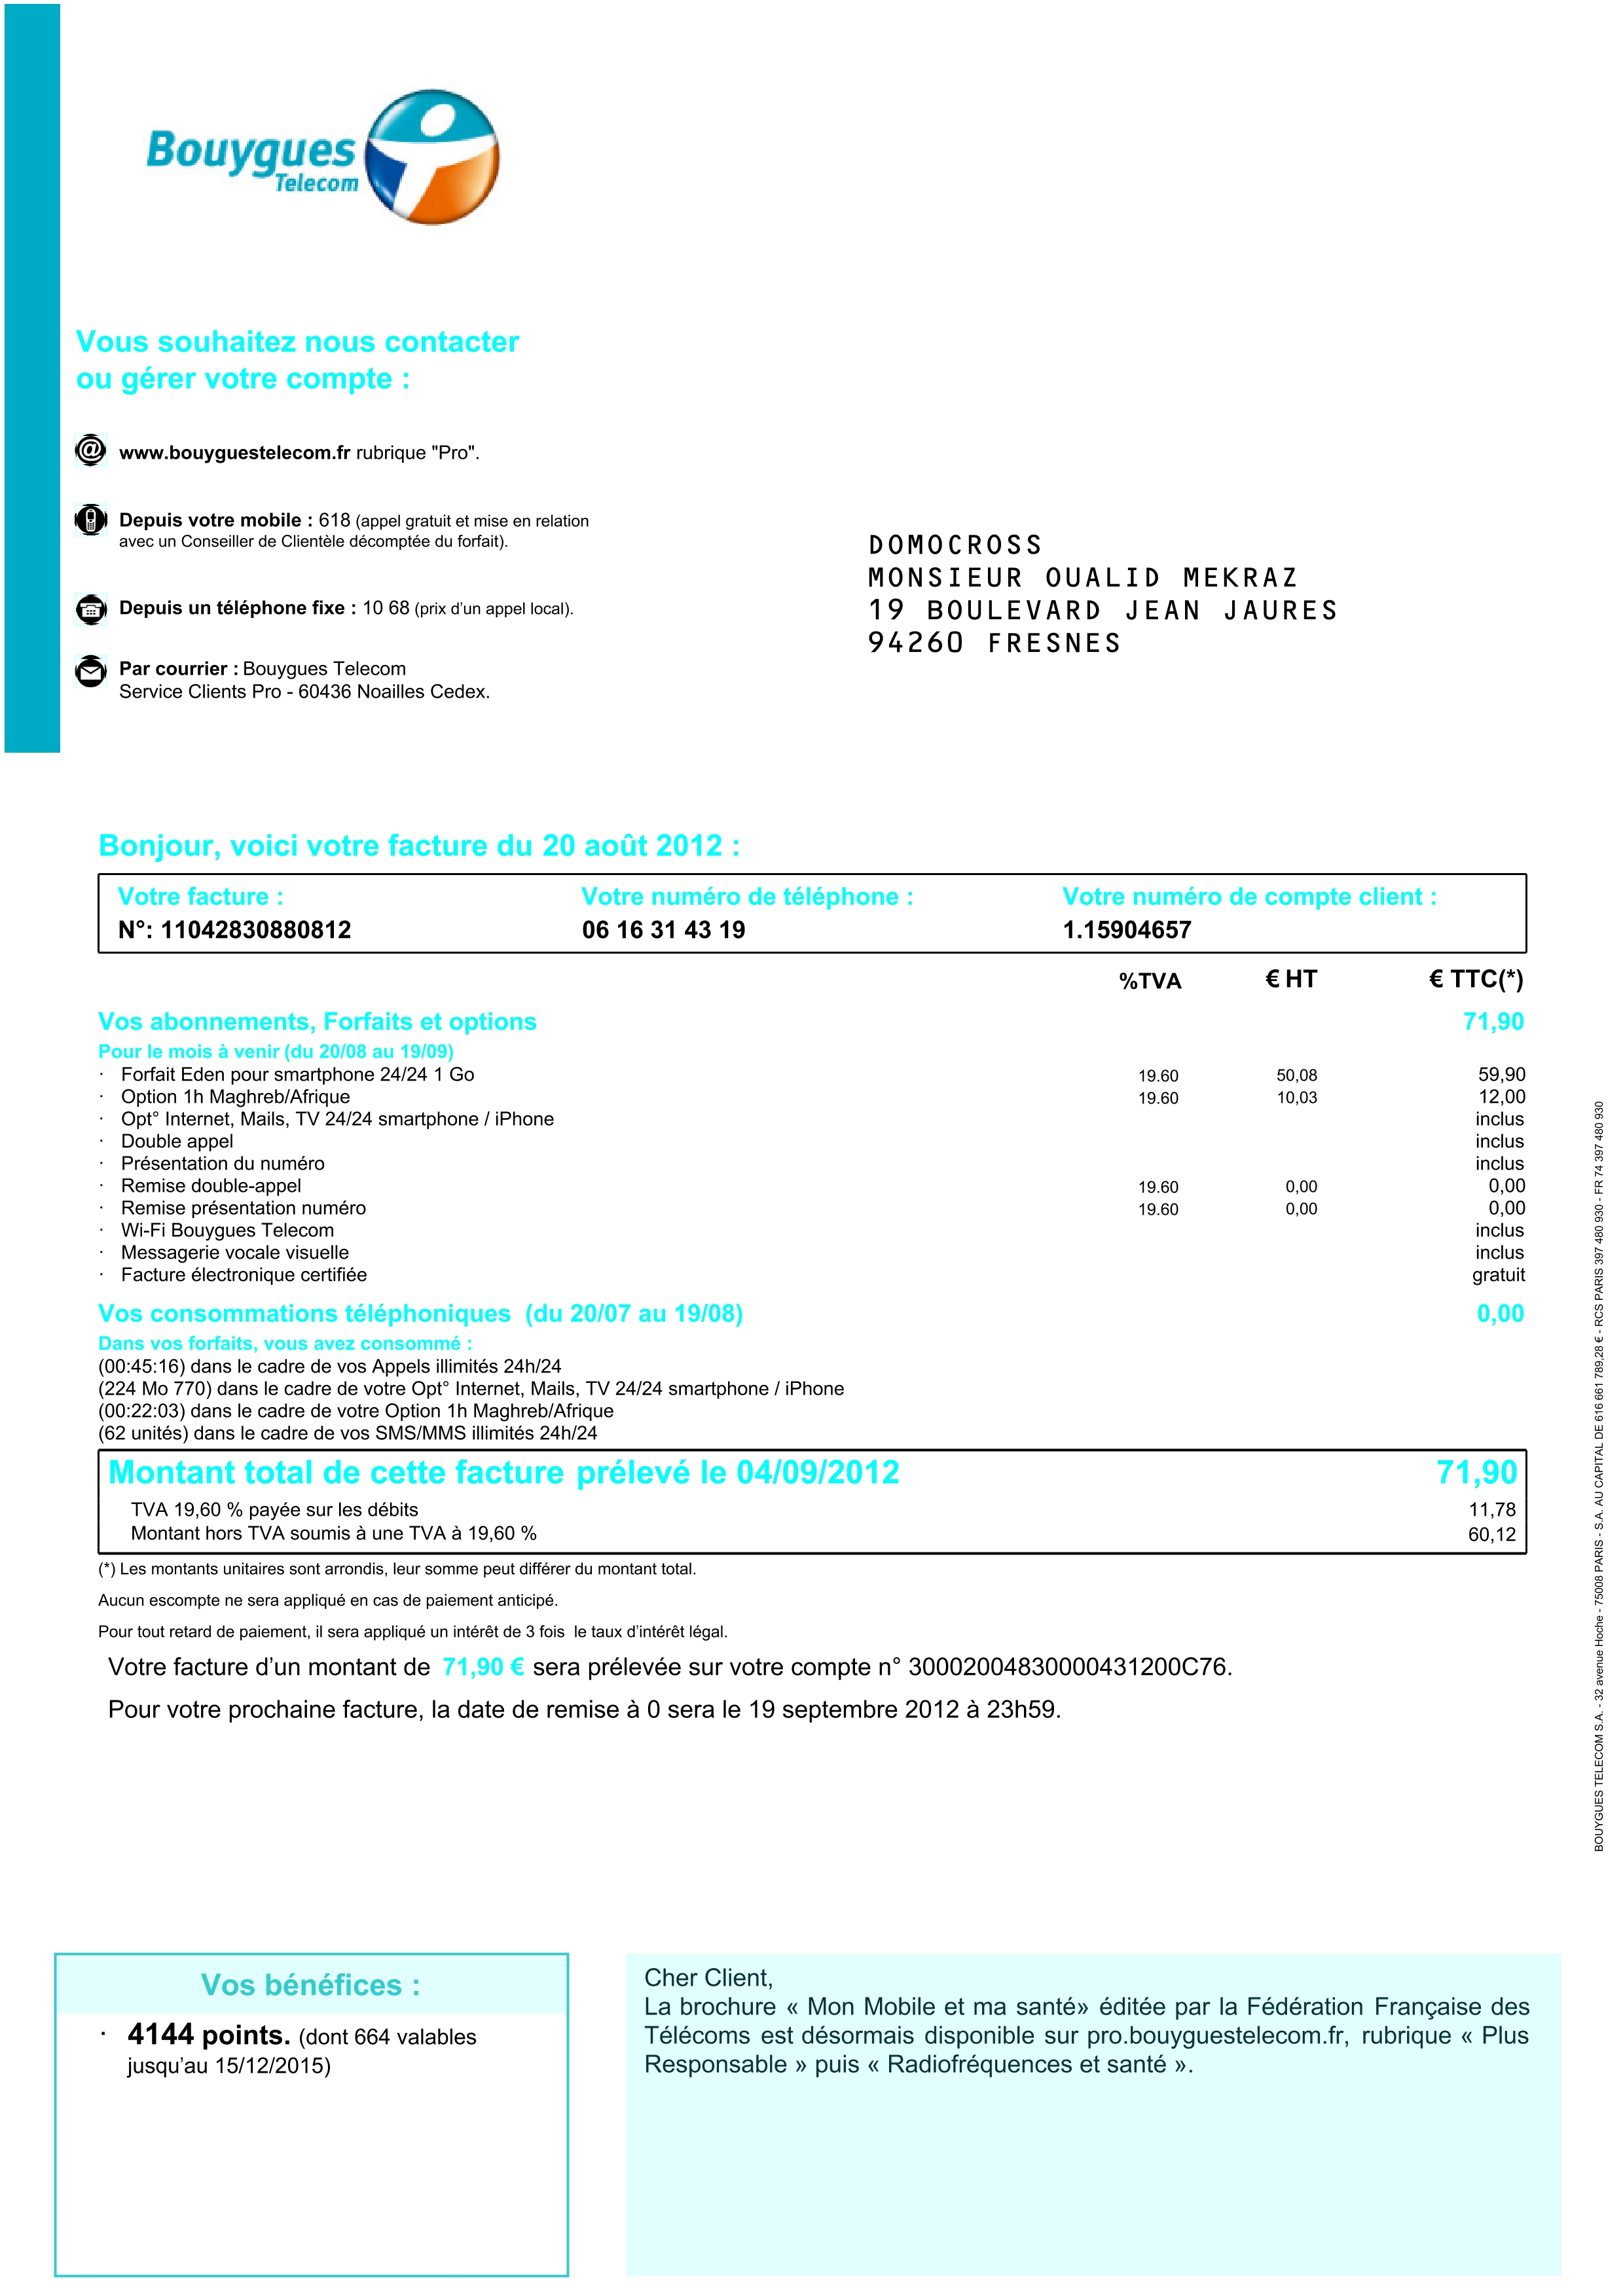 Bouygues
Telecom
Vous souhaitez nous contacter
ou gérer votre compte :
www.bouyguestelecom.fr rubrique "Pro".
Depuis votre mobile : 618 (appel gratuit et mise en relation
avec un Conseiller de Clientèle décomptée du forfait).
Depuis un téléphone fixe : 10 68 (prix d'un appel local).
Par courrier : Bouygues Telecom
Service Clients Pro - 60436 Noailles Cedex.
DOMOCROSS
MONSIEUR OUALID MEKRAZ
19 BOULEVARD JEAN JAURES
94260 FRESNES
Bonjour, voici votre facture du 20 août 2012 :
Votre facture : Votre numéro de téléphone : Votre numéro de compte client :
N°: 11042830880812 06 16 31 43 19 1.15904657
%TVA € HT € TTC(*)
Vos abonnements, Forfaits et options 71,90
Pour le mois à venir (du 20/08 au 19/09)
· Forfait Eden pour smartphone 24/24 1 Go 19.60 50,08 59,90
· Option 1h Maghreb/Afrique 19.60 10,03 12,00
· Opt° Internet, Mails, TV 24/24 smartphone / iPhone inclus
· Double appel inclus
· Présentation du numéro inclus
· Remise double-appel 19.60 0,00 0,00
· Remise présentation numéro 19.60 0,00 0,00
· Wi-Fi Bouygues Telecom inclus
· Messagerie vocale visuelle inclus
· Facture électronique certifiée gratuit
Vos consommations téléphoniques (du 20/07 au 19/08) 0,00
Dans vos forfaits, vous avez consommé :
(00:45:16) dans le cadre de vos Appels illimités 24h/24
(224 Mo 770) dans le cadre de votre Opt° Internet, Mails, TV 24/24 smartphone / iPhone
(00:22:03) dans le cadre de votre Option 1h Maghreb/Afrique
(62 unités) dans le cadre de vos SMS/MMS illimités 24h/24
Montant total de cette facture prélevé le 04/09/2012 71,90
TVA 19,60 % payée sur les débits 11,78
Montant hors TVA soumis à une TVA à 19,60 % 60,12
(*) Les montants unitaires sont arrondis, leur somme peut différer du montant total.
Aucun escompte ne sera appliqué en cas de paiement anticipé.
Pour tout retard de paiement, il sera appliqué un intérêt de 3 fois le taux d'intérêt légal.
Votre facture d'un montant de 71,90 € sera prélevée sur votre compte n° 30002004830000431200C76.
Pour votre prochaine facture, la date de remise à 0 sera le 19 septembre 2012 à 23h59.
BOUYGUES TELECOM S.A. - 32 avenue Hoche - 75008 PARIS - S.A. AU CAPITAL DE 616 661 789,28 € - RCS PARIS 397 480 930 - FR 74 397 480 930
Vos bénéfices :
· 4144 points. (dont 664 valables
jusqu'au 15/12/2015)
Cher Client,
La brochure « Mon Mobile et ma santé» éditée par la Fédération Française des
Télécoms est désormais disponible sur pro.bouyguestelecom.fr, rubrique « Plus
Responsable » puis « Radiofréquences et santé ».